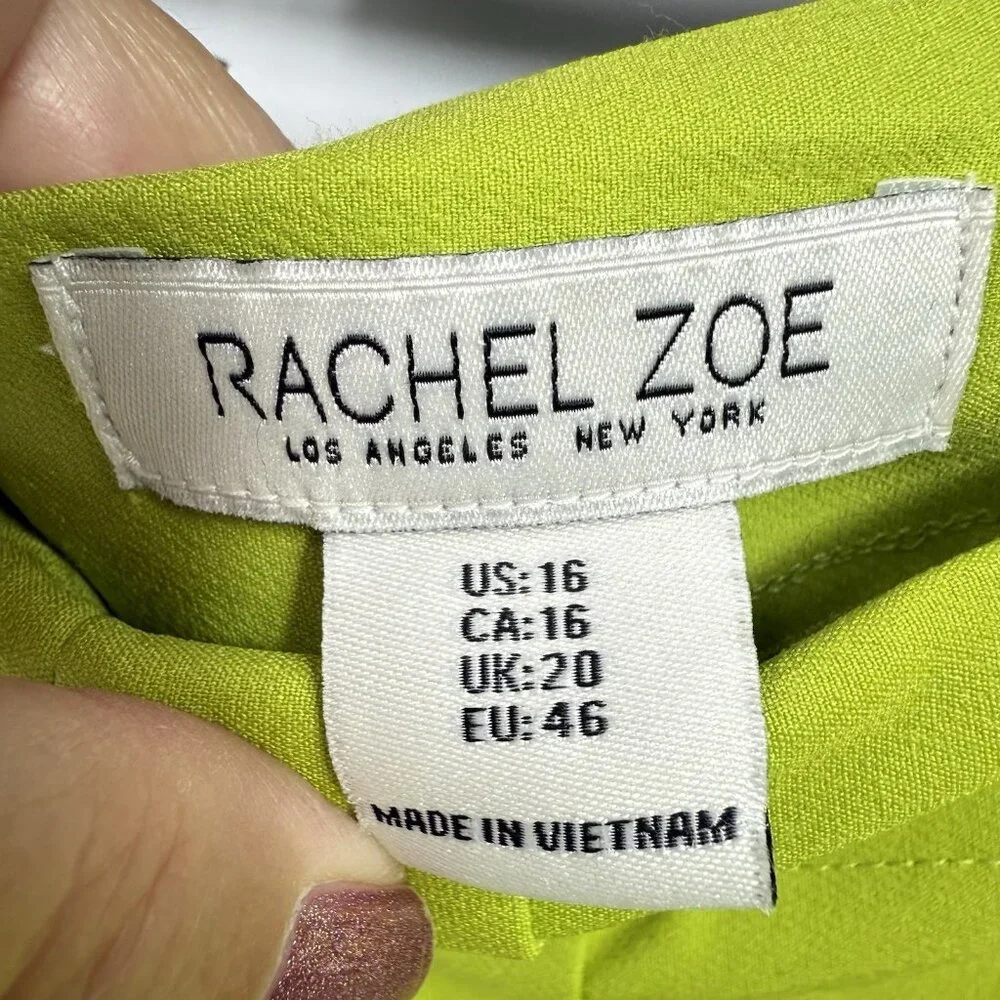 RACHEL ZOE
LOS ANGELES NEW YORK
US:16
CA:16
UK:20
EU:46
MADE IN VIETNAM